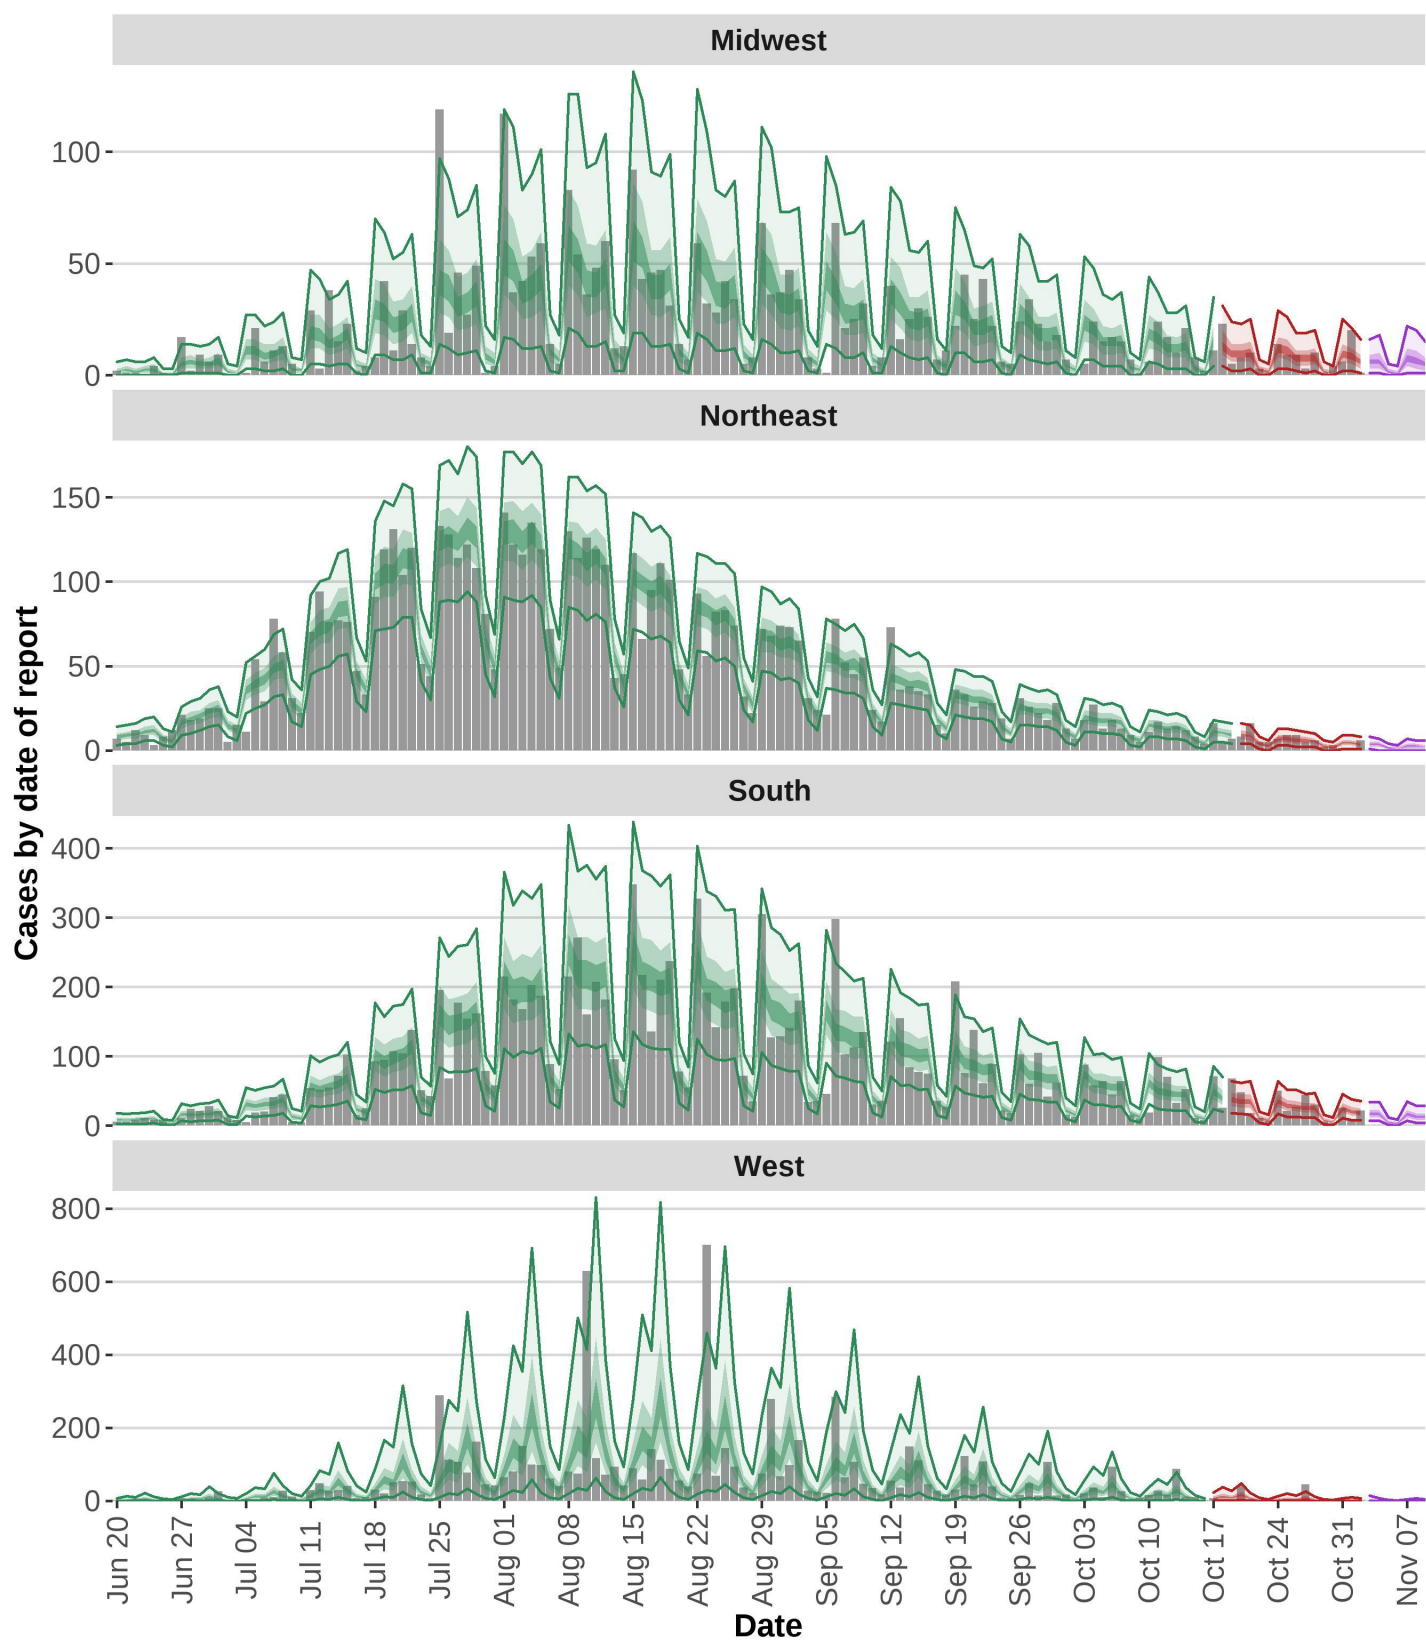 Midwest
100
50
0
Northeast
150
100
50
0
South
400
300
200
100
0
West
800
600
400
200
0
Cases by date of report
Jun 20
Jun 27
Jul 04
Jul 11
Jul 18
Jul 25
Aug 01
Aug 08
Aug 15
Aug 22
Aug 29
Sep 05
Sep 12
Sep 19
Sep 26
Oct 03
Oct 10
Oct 17
Oct 24
Oct 31
Nov 07
Date